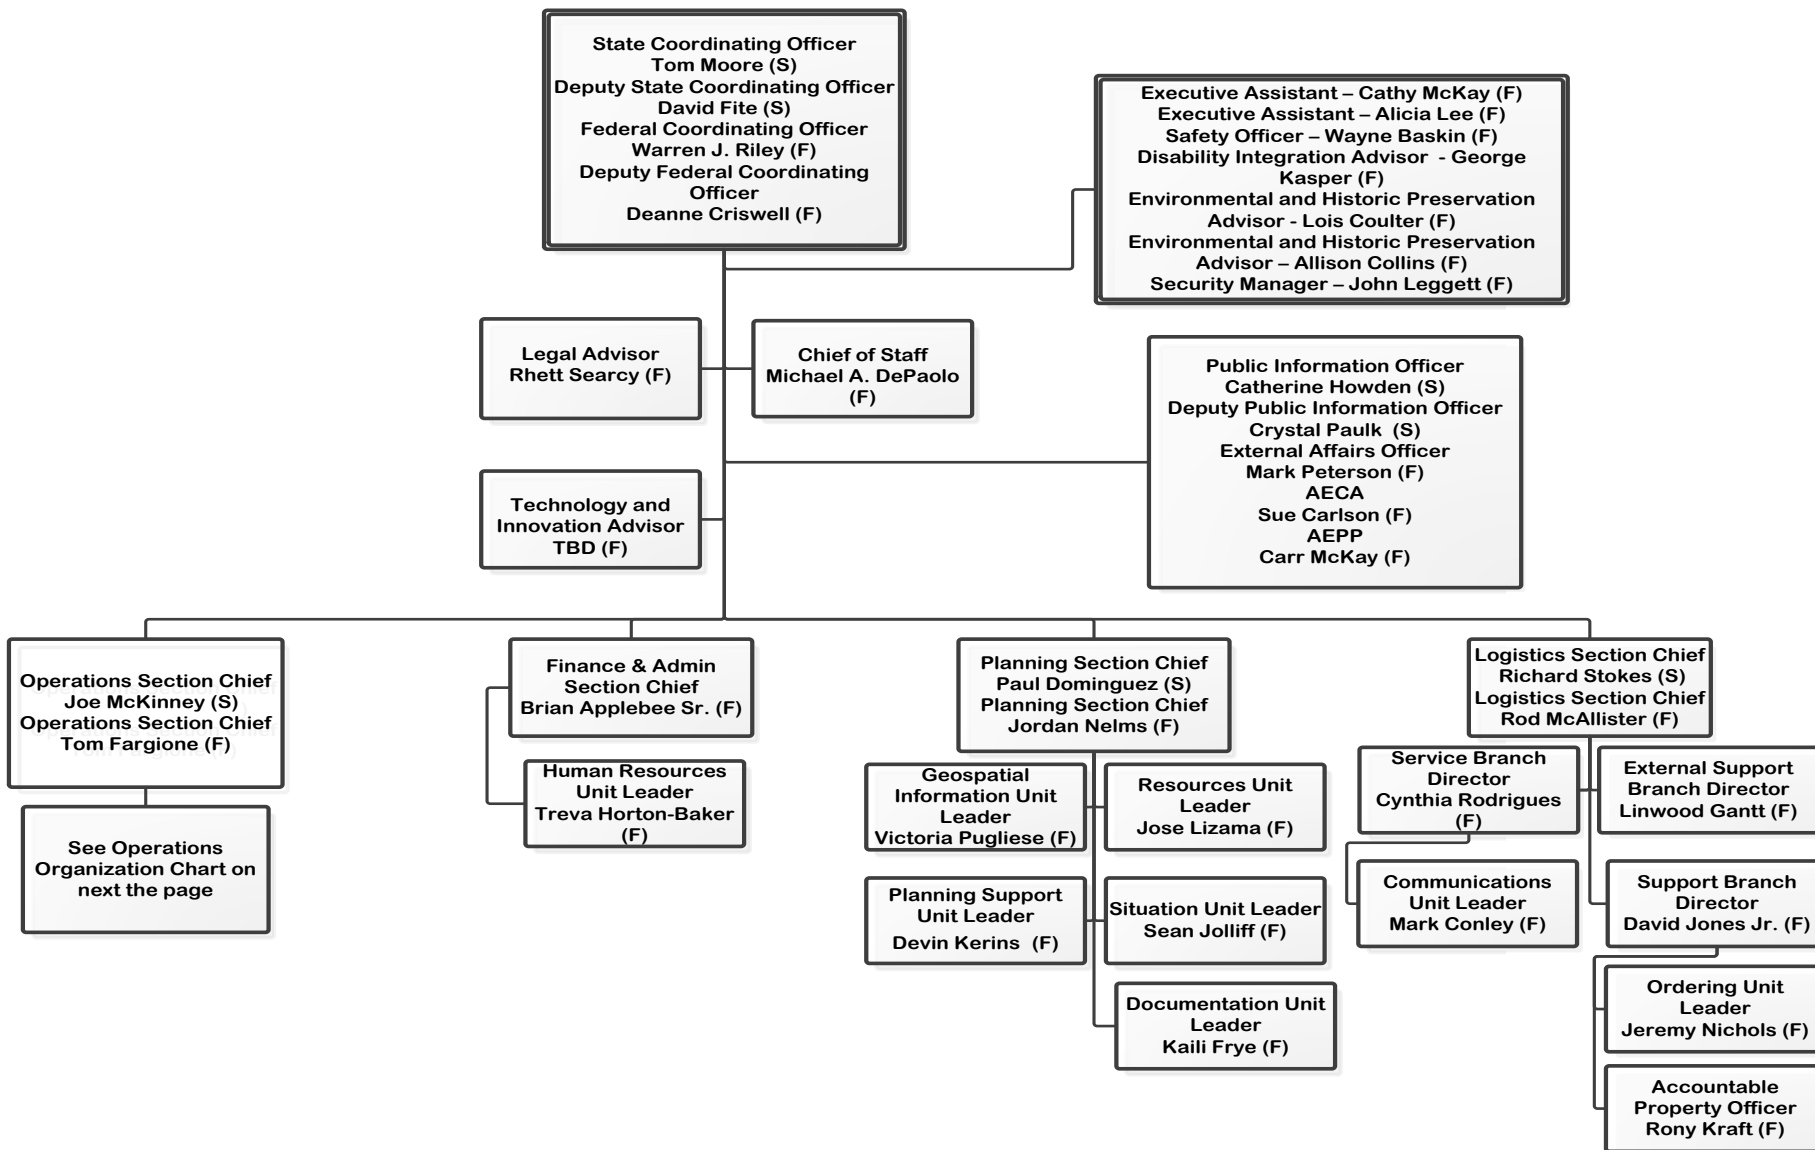 State Coordinating Officer
Tom Moore (S)
Deputy State Coordinating Officer
David Fite (S)
Federal Coordinating Officer
Warren J. Riley (F)
Deputy Federal Coordinating
Officer
Deanne Criswell (F)
Executive Assistant – Cathy McKay (F)
Executive Assistant – Alicia Lee (F)
Safety Officer – Wayne Baskin (F)
Disability Integration Advisor - George
Kasper (F)
Environmental and Historic Preservation
Advisor - Lois Coulter (F)
Environmental and Historic Preservation
Advisor – Allison Collins (F)
Security Manager – John Leggett (F)
Legal Advisor
Rhett Searcy (F)
Chief of Staff
Michael A. DePaolo
(F)
Public Information Officer
Catherine Howden (S)
Deputy Public Information Officer
Crystal Paulk (S)
External Affairs Officer
Mark Peterson (F)
AECA
Sue Carlson (F)
AEPP
Carr McKay (F)
Technology and
Innovation Advisor
TBD (F)
Operations Section Chief
Joe McKinney (S)
Operations Section Chief
Tom Fargione (F)
See Operations
Organization Chart on
next the page
Finance & Admin
Section Chief
Brian Applebee Sr. (F)
Human Resources
Unit Leader
Treva Horton-Baker
(F)
Planning Section Chief
Paul Dominguez (S)
Planning Section Chief
Jordan Nelms (F)
Geospatial
Information Unit
Leader
Victoria Pugliese (F)
Resources Unit
Leader
Jose Lizama (F)
Planning Support
Unit Leader
Devin Kerins (F)
Situation Unit Leader
Sean Jolliff (F)
Documentation Unit
Leader
Kaili Frye (F)
Logistics Section Chief
Richard Stokes (S)
Logistics Section Chief
Rod McAllister (F)
Service Branch
Director
Cynthia Rodrigues
(F)
External Support
Branch Director
Linwood Gantt (F)
Communications
Unit Leader
Mark Conley (F)
Support Branch
Director
David Jones Jr. (F)
Ordering Unit
Leader
Jeremy Nichols (F)
Accountable
Property Officer
Rony Kraft (F)